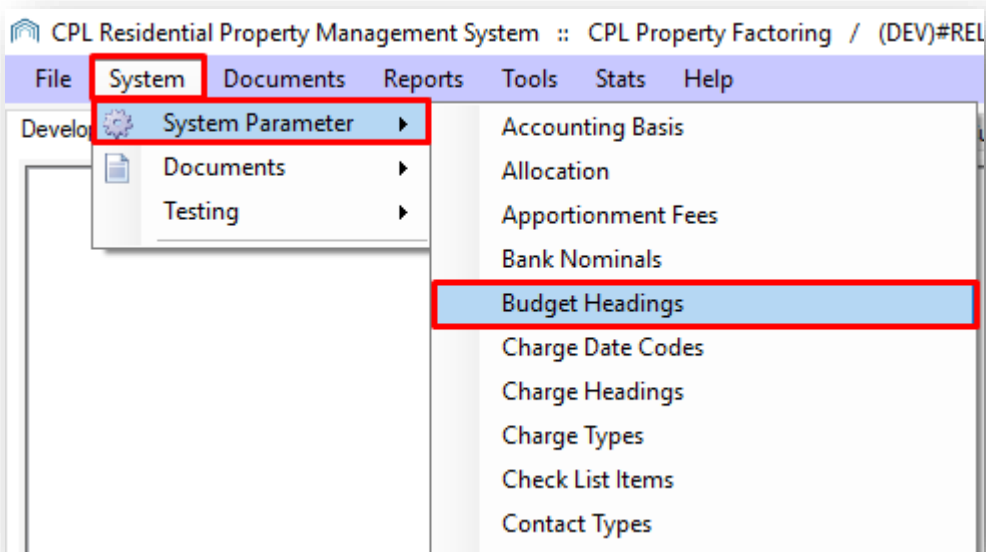 CPL Residential Property Management System :: CPL Property Factoring / (DEV)#REL
File System Documents Reports Tools Stats Help
Develo
System Parameter
Documents
Testing
Accounting Basis
Allocation
Apportionment Fees
Bank Nominals
Budget Headings
Charge Date Codes
Charge Headings
Charge Types
Check List Items
Contact Types